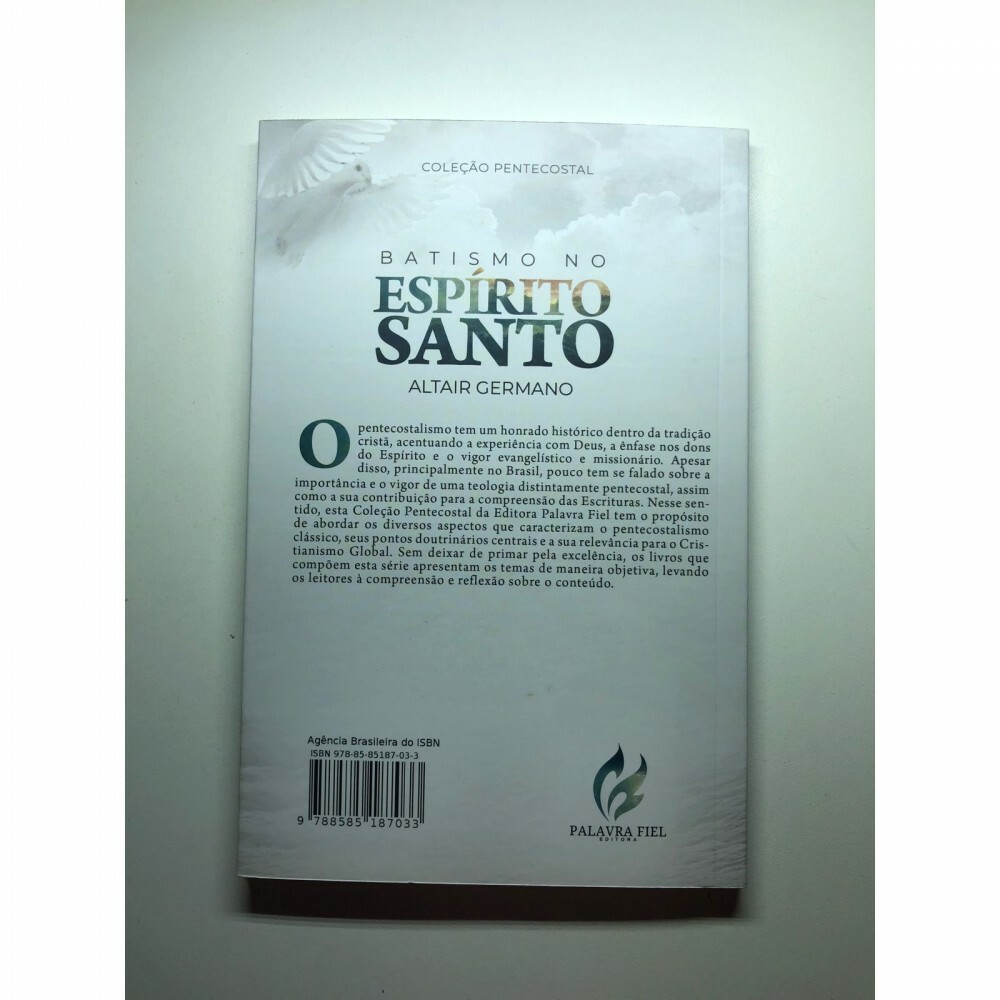 COLEÇÃO PENTECOSTAL
BATISMO NO
ESPÍRITO
SANTO
ALTAIR GERMANO
O pentecostalismo tem um honrado histórico dentro da tradição
cristã, acentuando a experiência com Deus, a ênfase nos dons
do Espírito e o vigor evangelístico e missionário. Apesar
disso, principalmente no Brasil, pouco tem se falado sobre a
importância e o vigor de uma teologia distintamente pentecostal, assim
como a sua contribuição para a compreensão das Escrituras. Nesse sen-
tido, esta Coleção Pentecostal da Editora Palavra Fiel tem o propósito
de abordar os diversos aspectos que caracterizam o pentecostalismo
clássico, seus pontos doutrinários centrais e a sua relevância para o Cris-
tianismo Global. Sem deixar de primar pela excelência, os livros que
compõem esta série apresentam os temas de maneira objetiva, levando
os leitores à compreensão e reflexão sobre o conteúdo.
Agência Brasileira do ISBN
ISBN 978-85-85187-03-3
9 788585 187033
PALAVRA FIEL
EDITORA